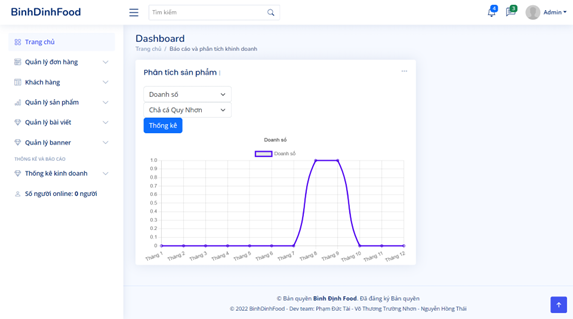 BinhDinhFood
Tìm kiếm
4
3
Admin
Trang chủ
Quản lý đơn hàng
Khách hàng
Quản lý sản phẩm
Quản lý bài viết
Quản lý banner
THỐNG KÊ VÀ BÁO CÁO
Thống kê kinh doanh
Số người online: 0 người
Dashboard
Trang chủ / Báo cáo và phân tích khinh doanh
Phân tích sản phẩm |
Doanh số
Chả cá Quy Nhơn
Thống kê
Doanh số
Doanh số
1.0
0.9
0.8
0.7
0.6
0.5
0.4
0.3
0.2
0.1
0
Tháng 1
Tháng 2
Tháng 3
Tháng 4
Tháng 5
Tháng 6
Tháng 7
Tháng 8
Tháng 9
Tháng 10
Tháng 11
Tháng 12
© Bản quyền Bình Định Food. Đã đăng ký Bản quyền
© 2022 BinhDinhFood - Dev team: Phạm Đức Tài - Võ Thương Trường Nhơn - Nguyễn Hồng Thái